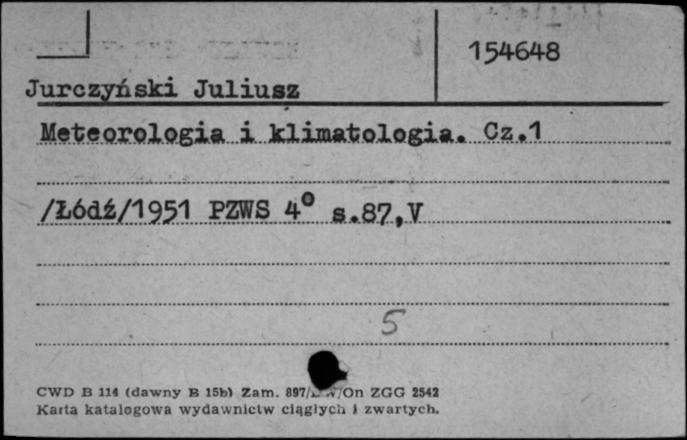 154648
Jurczyński Juliusz
Meteorologia i klimatologia. Cz.1
/Łódź/1951 PZWS 4° s.87,V
5
CWD B 114 (dawny B 15b) Zam. 897/ /On ZGG 2542
Karta katalogowa wydawnictw ciągłych i zwartych.